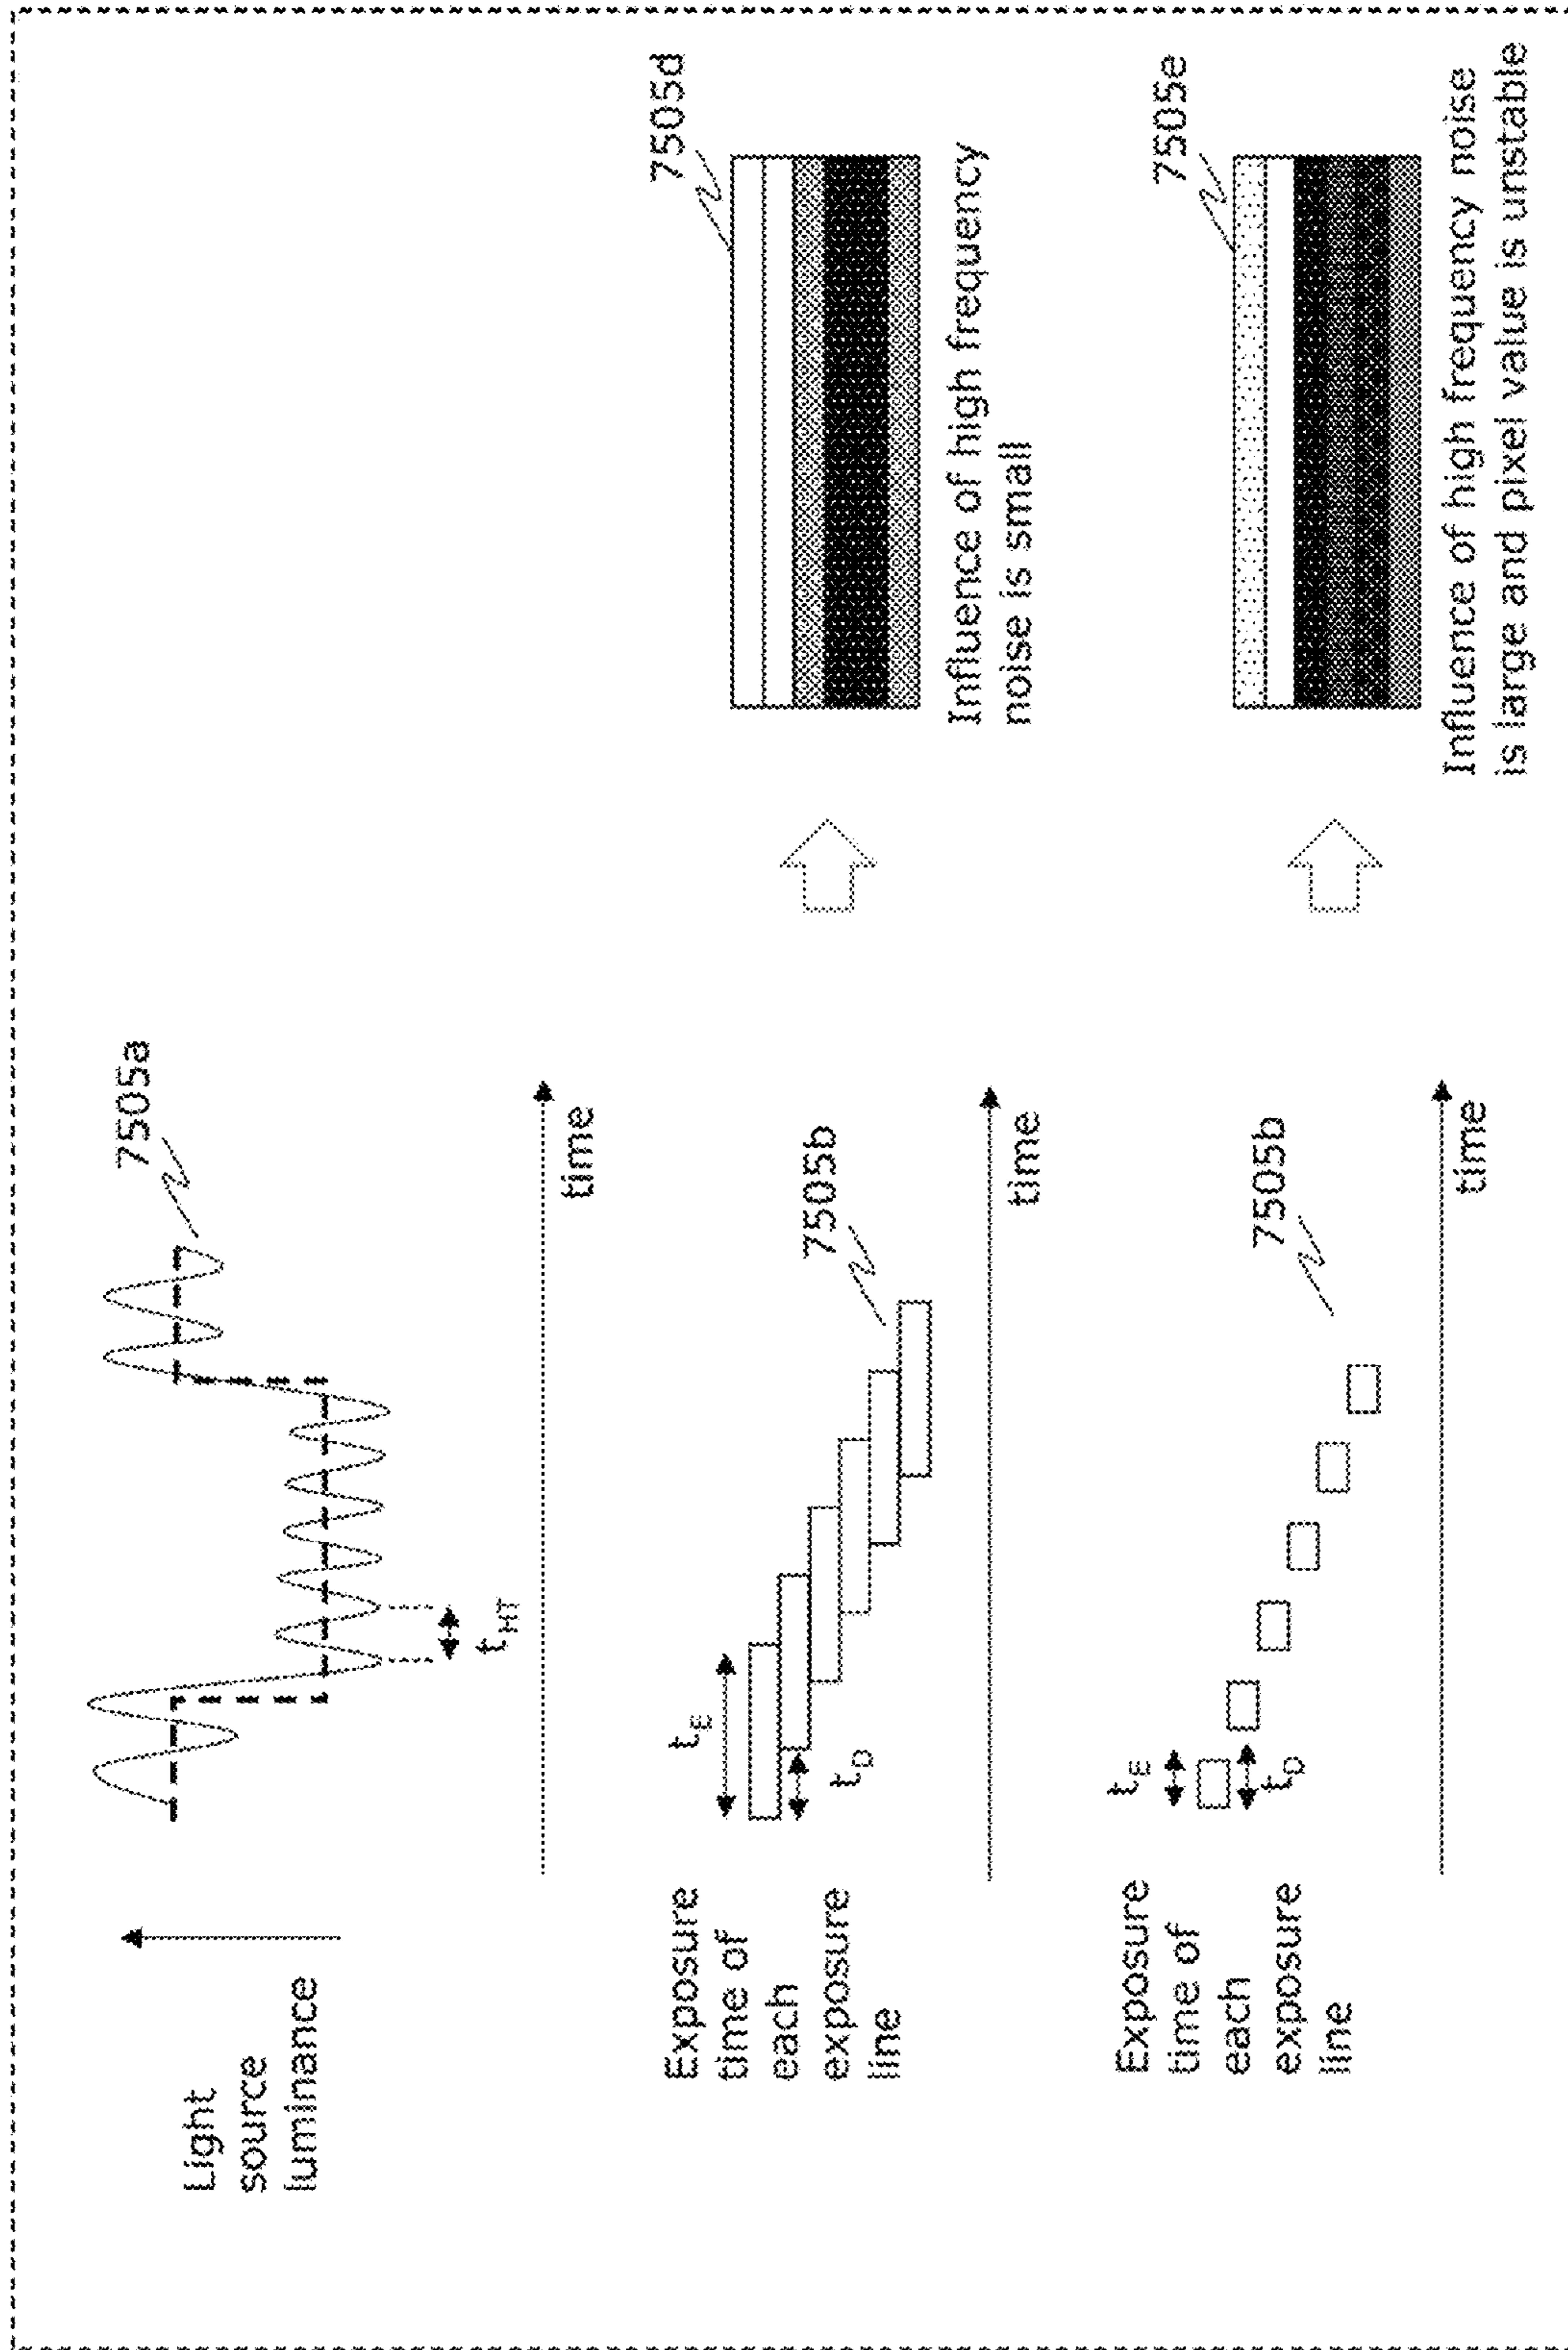 Light
source
luminance
7505a
t_HT
time
Exposure
time of
each
exposure
line
t_E
t_D
7505b
time
7505d
Influence of high frequency
noise is small
Exposure
time of
each
exposure
line
t_E
t_D
7505b
time
7505e
Influence of high frequency noise
is large and pixel value is unstable